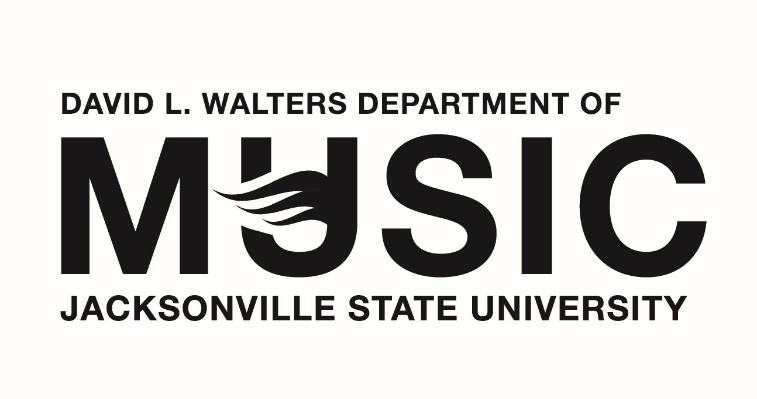 DAVID L. WALTERS DEPARTMENT OF
MUSIC
JACKSONVILLE STATE UNIVERSITY